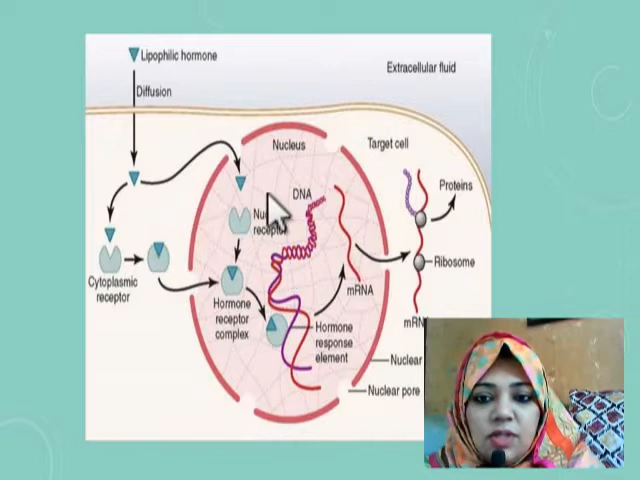 Lipophilic hormone
Extracellular fluid
Diffusion
Nucleus
Target cell
DNA
Proteins
Cytoplasmic
receptor
Ribosome
mRNA
Hormone
receptor
complex
Hormone
response
element
Nuclear
Nuclear pore